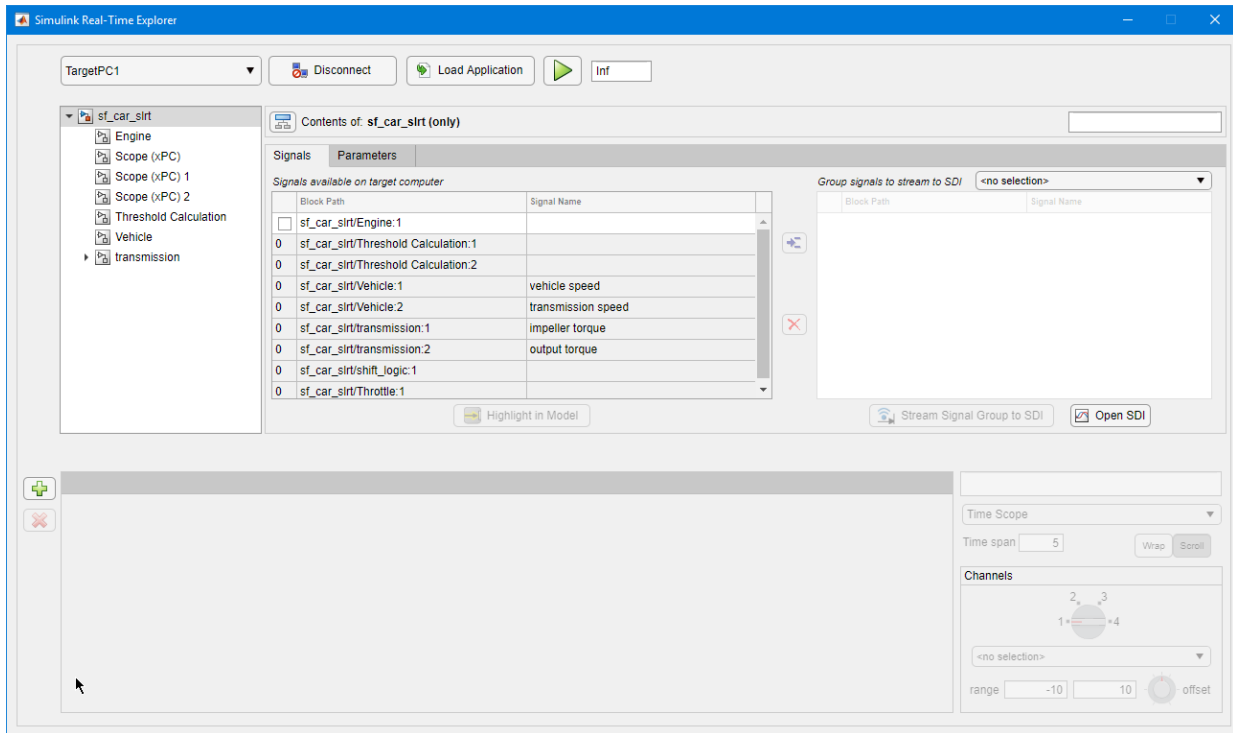 Simulink Real-Time Explorer
TargetPC1 Disconnect Load Application Inf
sf_car_slrt
Engine
Scope (xPC)
Scope (xPC) 1
Scope (xPC) 2
Threshold Calculation
Vehicle
transmission
Contents of: sf_car_slrt (only)
Signals Parameters
Signals available on target computer
Block Path Signal Name
sf_car_slrt/Engine:1
0 sf_car_slrt/Threshold Calculation:1
0 sf_car_slrt/Threshold Calculation:2
0 sf_car_slrt/Vehicle:1 vehicle speed
0 sf_car_slrt/Vehicle:2 transmission speed
0 sf_car_slrt/transmission:1 impeller torque
0 sf_car_slrt/transmission:2 output torque
0 sf_car_slrt/shift_logic:1
0 sf_car_slrt/Throttle:1
Highlight in Model
Group signals to stream to SDI <no selection>
Block Path Signal Name
Stream Signal Group to SDI Open SDI
Time Scope
Time span 5 Wrap Scroll
Channels
2 3
1 4
<no selection>
range -10 10 offset